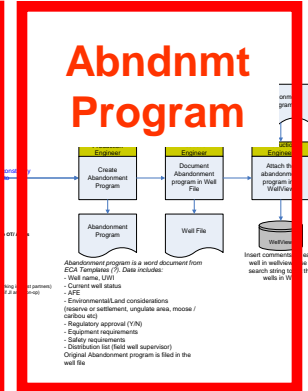 Abndnmt
Program
Engineer
Create
Abandonment
Program
Engineer
Document
Abandonment
program in Well
File
Engine
Attach th
abandonm
program in
WellView
Abandonment
Program
Well File
WellView
Abandonment program is a word document from
ECA Templates (?). Data includes:
- Well name, UWI
- Current well status
- AFE
- Environmental/Land considerations
(reserve or settlement, ungulate area, moose /
caribou etc)
- Regulatory approval (Y/N)
- Equipment requirements
- Safety requirements
- Distribution list (field well supervisor)
Original Abandonment program is filed in the
well file
Insert comments
well in wellview
search string to
wells in W